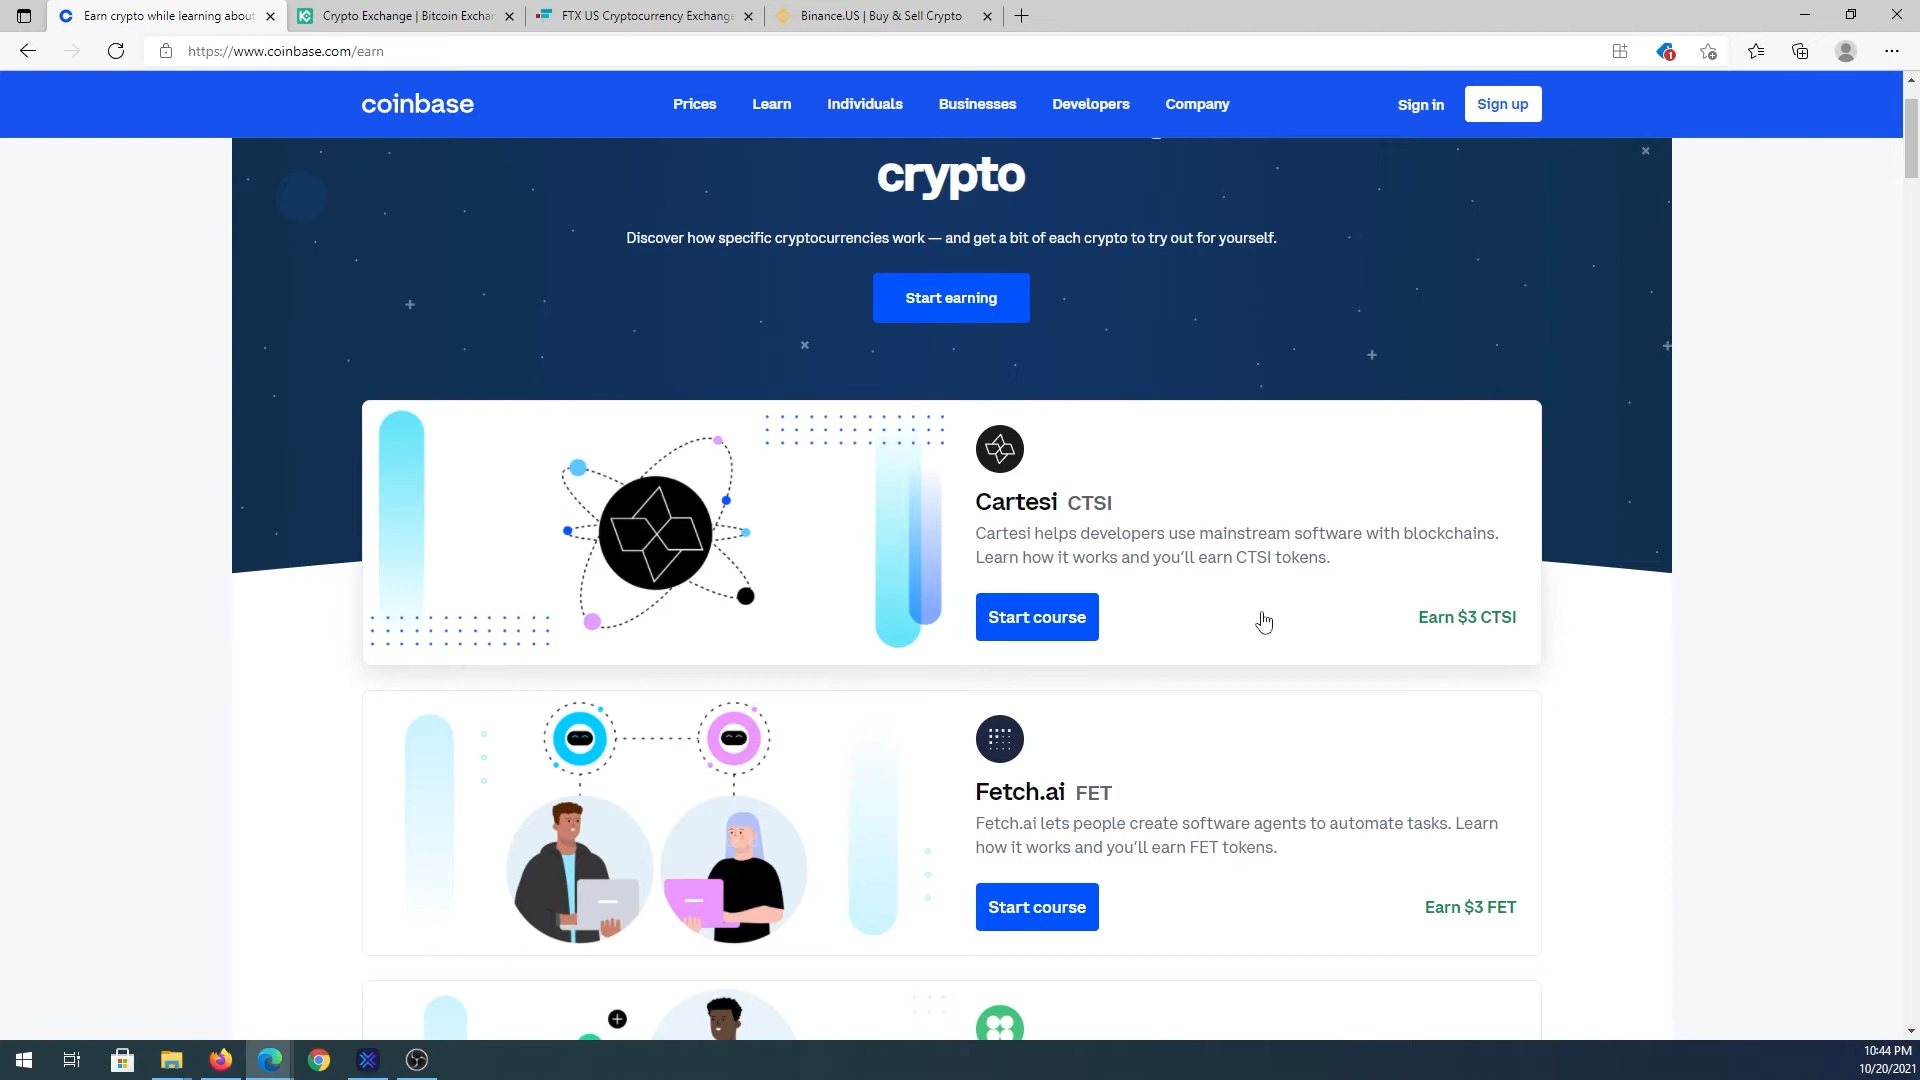 Earn crypto while learning about
Crypto Exchange | Bitcoin Exchan
FTX US Cryptocurrency Exchange
Binance.US | Buy & Sell Crypto
https://www.coinbase.com/earn
1
coinbase
Prices
Learn
Individuals
Businesses
Developers
Company
Sign in
Sign up
crypto
Discover how specific cryptocurrencies work — and get a bit of each crypto to try out for yourself.
Start earning
Cartesi CTSI
Cartesi helps developers use mainstream software with blockchains.
Learn how it works and you’ll earn CTSI tokens.
Start course
Earn $3 CTSI
Fetch.ai FET
Fetch.ai lets people create software agents to automate tasks. Learn
how it works and you’ll earn FET tokens.
Start course
Earn $3 FET
10:44 PM
10/20/2021